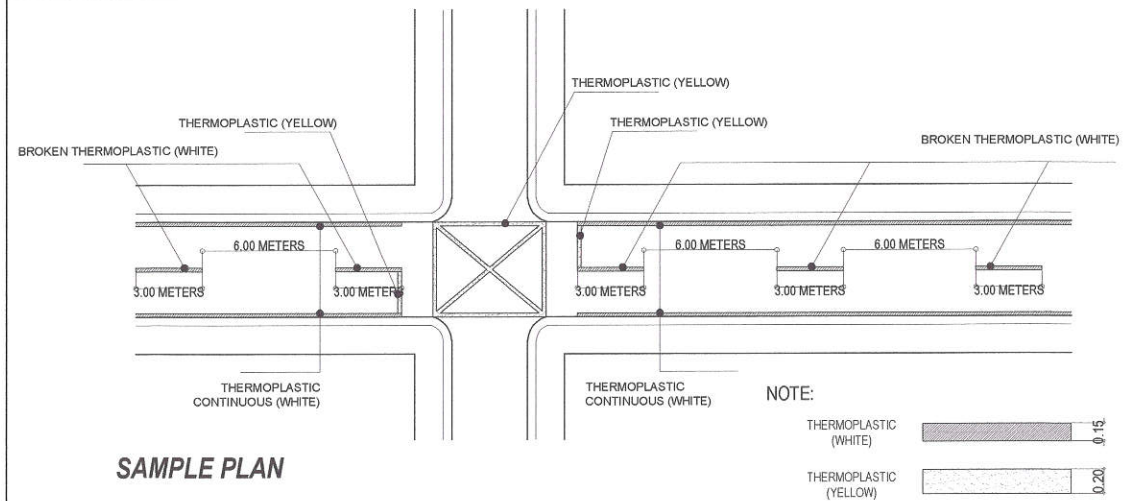 THERMOPLASTIC (YELLOW)
THERMOPLASTIC (YELLOW)
THERMOPLASTIC (YELLOW)
BROKEN THERMOPLASTIC (WHITE)
BROKEN THERMOPLASTIC (WHITE)
6.00 METERS
6.00 METERS
6.00 METERS
3.00 METERS
3.00 METERS
3.00 METERS
3.00 METERS
3.00 METERS
THERMOPLASTIC
CONTINUOUS (WHITE)
THERMOPLASTIC
CONTINUOUS (WHITE)
NOTE:
THERMOPLASTIC
(WHITE)
0.15
THERMOPLASTIC
(YELLOW)
0.20
SAMPLE PLAN